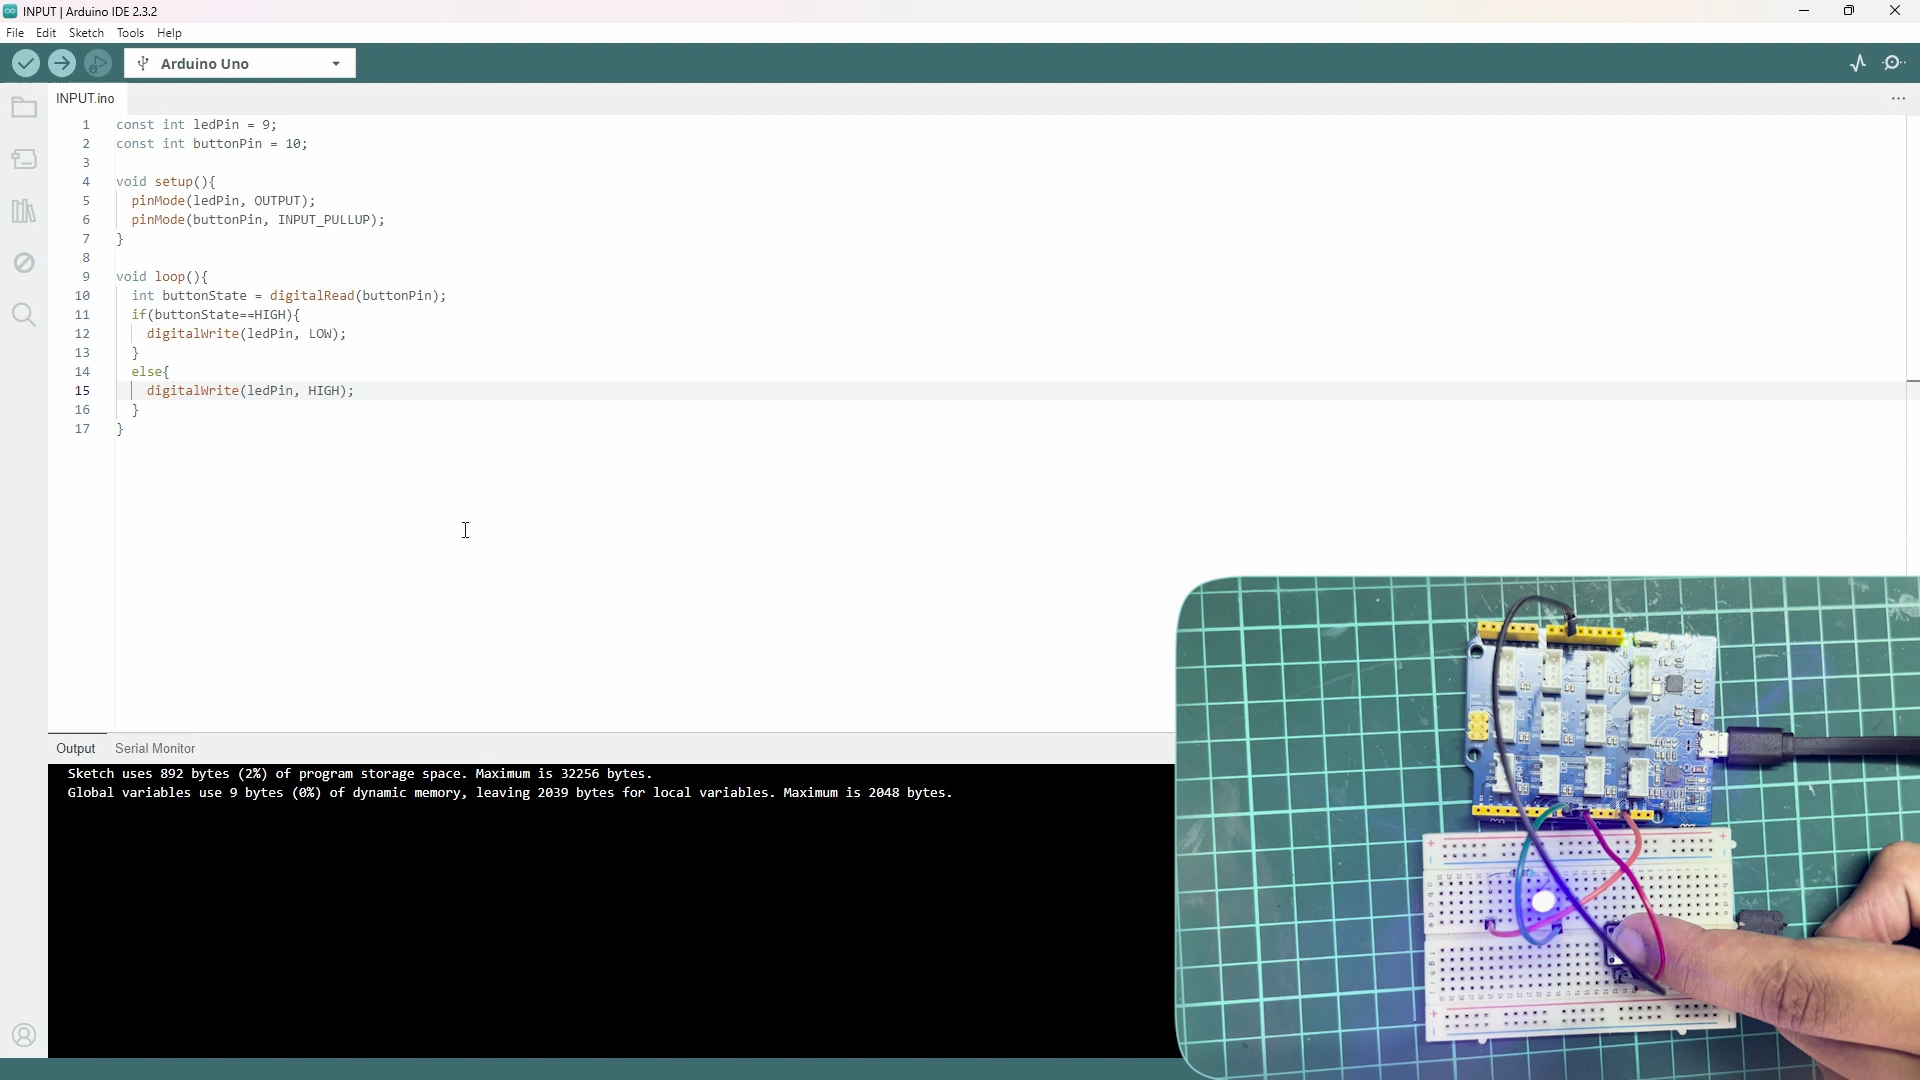 INPUT | Arduino IDE 2.3.2
File Edit Sketch Tools Help
Arduino Uno
INPUT.ino
1 const int ledPin = 9;
2 const int buttonPin = 10;
3
4 void setup(){
5 pinMode(ledPin, OUTPUT);
6 pinMode(buttonPin, INPUT_PULLUP);
7 }
8
9 void loop(){
10 int buttonState = digitalRead(buttonPin);
11 if(buttonState==HIGH){
12 digitalWrite(ledPin, LOW);
13 }
14 else{
15 digitalWrite(ledPin, HIGH);
16 }
17 }
Output Serial Monitor
Sketch uses 892 bytes (2%) of program storage space. Maximum is 32256 bytes.
Global variables use 9 bytes (0%) of dynamic memory, leaving 2039 bytes for local variables. Maximum is 2048 bytes.